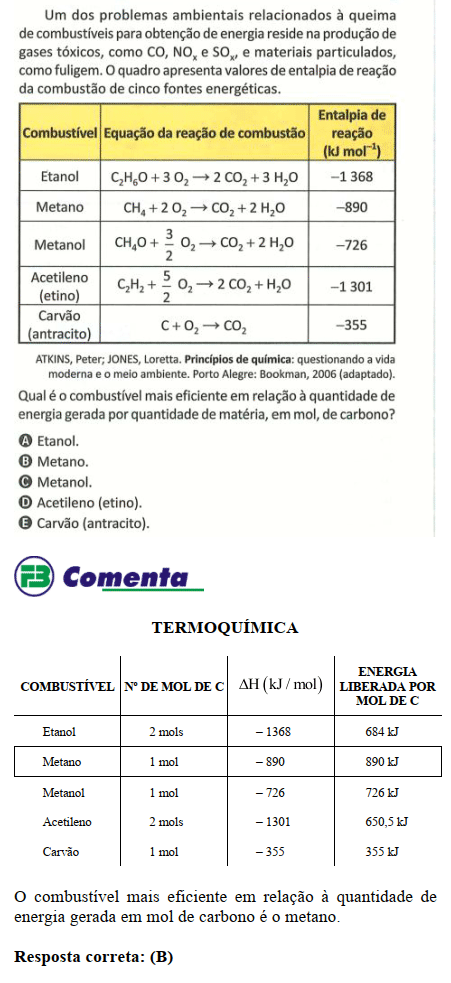 Um dos problemas ambientais relacionados à queima
de combustíveis para obtenção de energia reside na produção de
gases tóxicos, como CO, NOₓ e SOₓ, e materiais particulados,
como fuligem. O quadro apresenta valores de entalpia de reação
da combustão de cinco fontes energéticas.
Combustível Equação da reação de combustão Entalpia de reação (kJ mol⁻¹)
Etanol C₂H₆O + 3 O₂ → 2 CO₂ + 3 H₂O −1 368
Metano CH₄ + 2 O₂ → CO₂ + 2 H₂O −890
Metanol CH₄O + 3/2 O₂ → CO₂ + 2 H₂O −726
Acetileno (etino) C₂H₂ + 5/2 O₂ → 2 CO₂ + H₂O −1 301
Carvão (antracito) C + O₂ → CO₂ −355
ATKINS, Peter; JONES, Loretta. Princípios de química: questionando a vida
moderna e o meio ambiente. Porto Alegre: Bookman, 2006 (adaptado).
Qual é o combustível mais eficiente em relação à quantidade de
energia gerada por quantidade de matéria, em mol, de carbono?
A Etanol.
B Metano.
C Metanol.
D Acetileno (etino).
E Carvão (antracito).
FB Comenta
TERMOQUÍMICA
COMBUSTÍVEL Nº DE MOL DE C ΔH (kJ / mol) ENERGIA LIBERADA POR MOL DE C
Etanol 2 mols – 1368 684 kJ
Metano 1 mol – 890 890 kJ
Metanol 1 mol – 726 726 kJ
Acetileno 2 mols – 1301 650,5 kJ
Carvão 1 mol – 355 355 kJ
O combustível mais eficiente em relação à quantidade de
energia gerada em mol de carbono é o metano.
Resposta correta: (B)